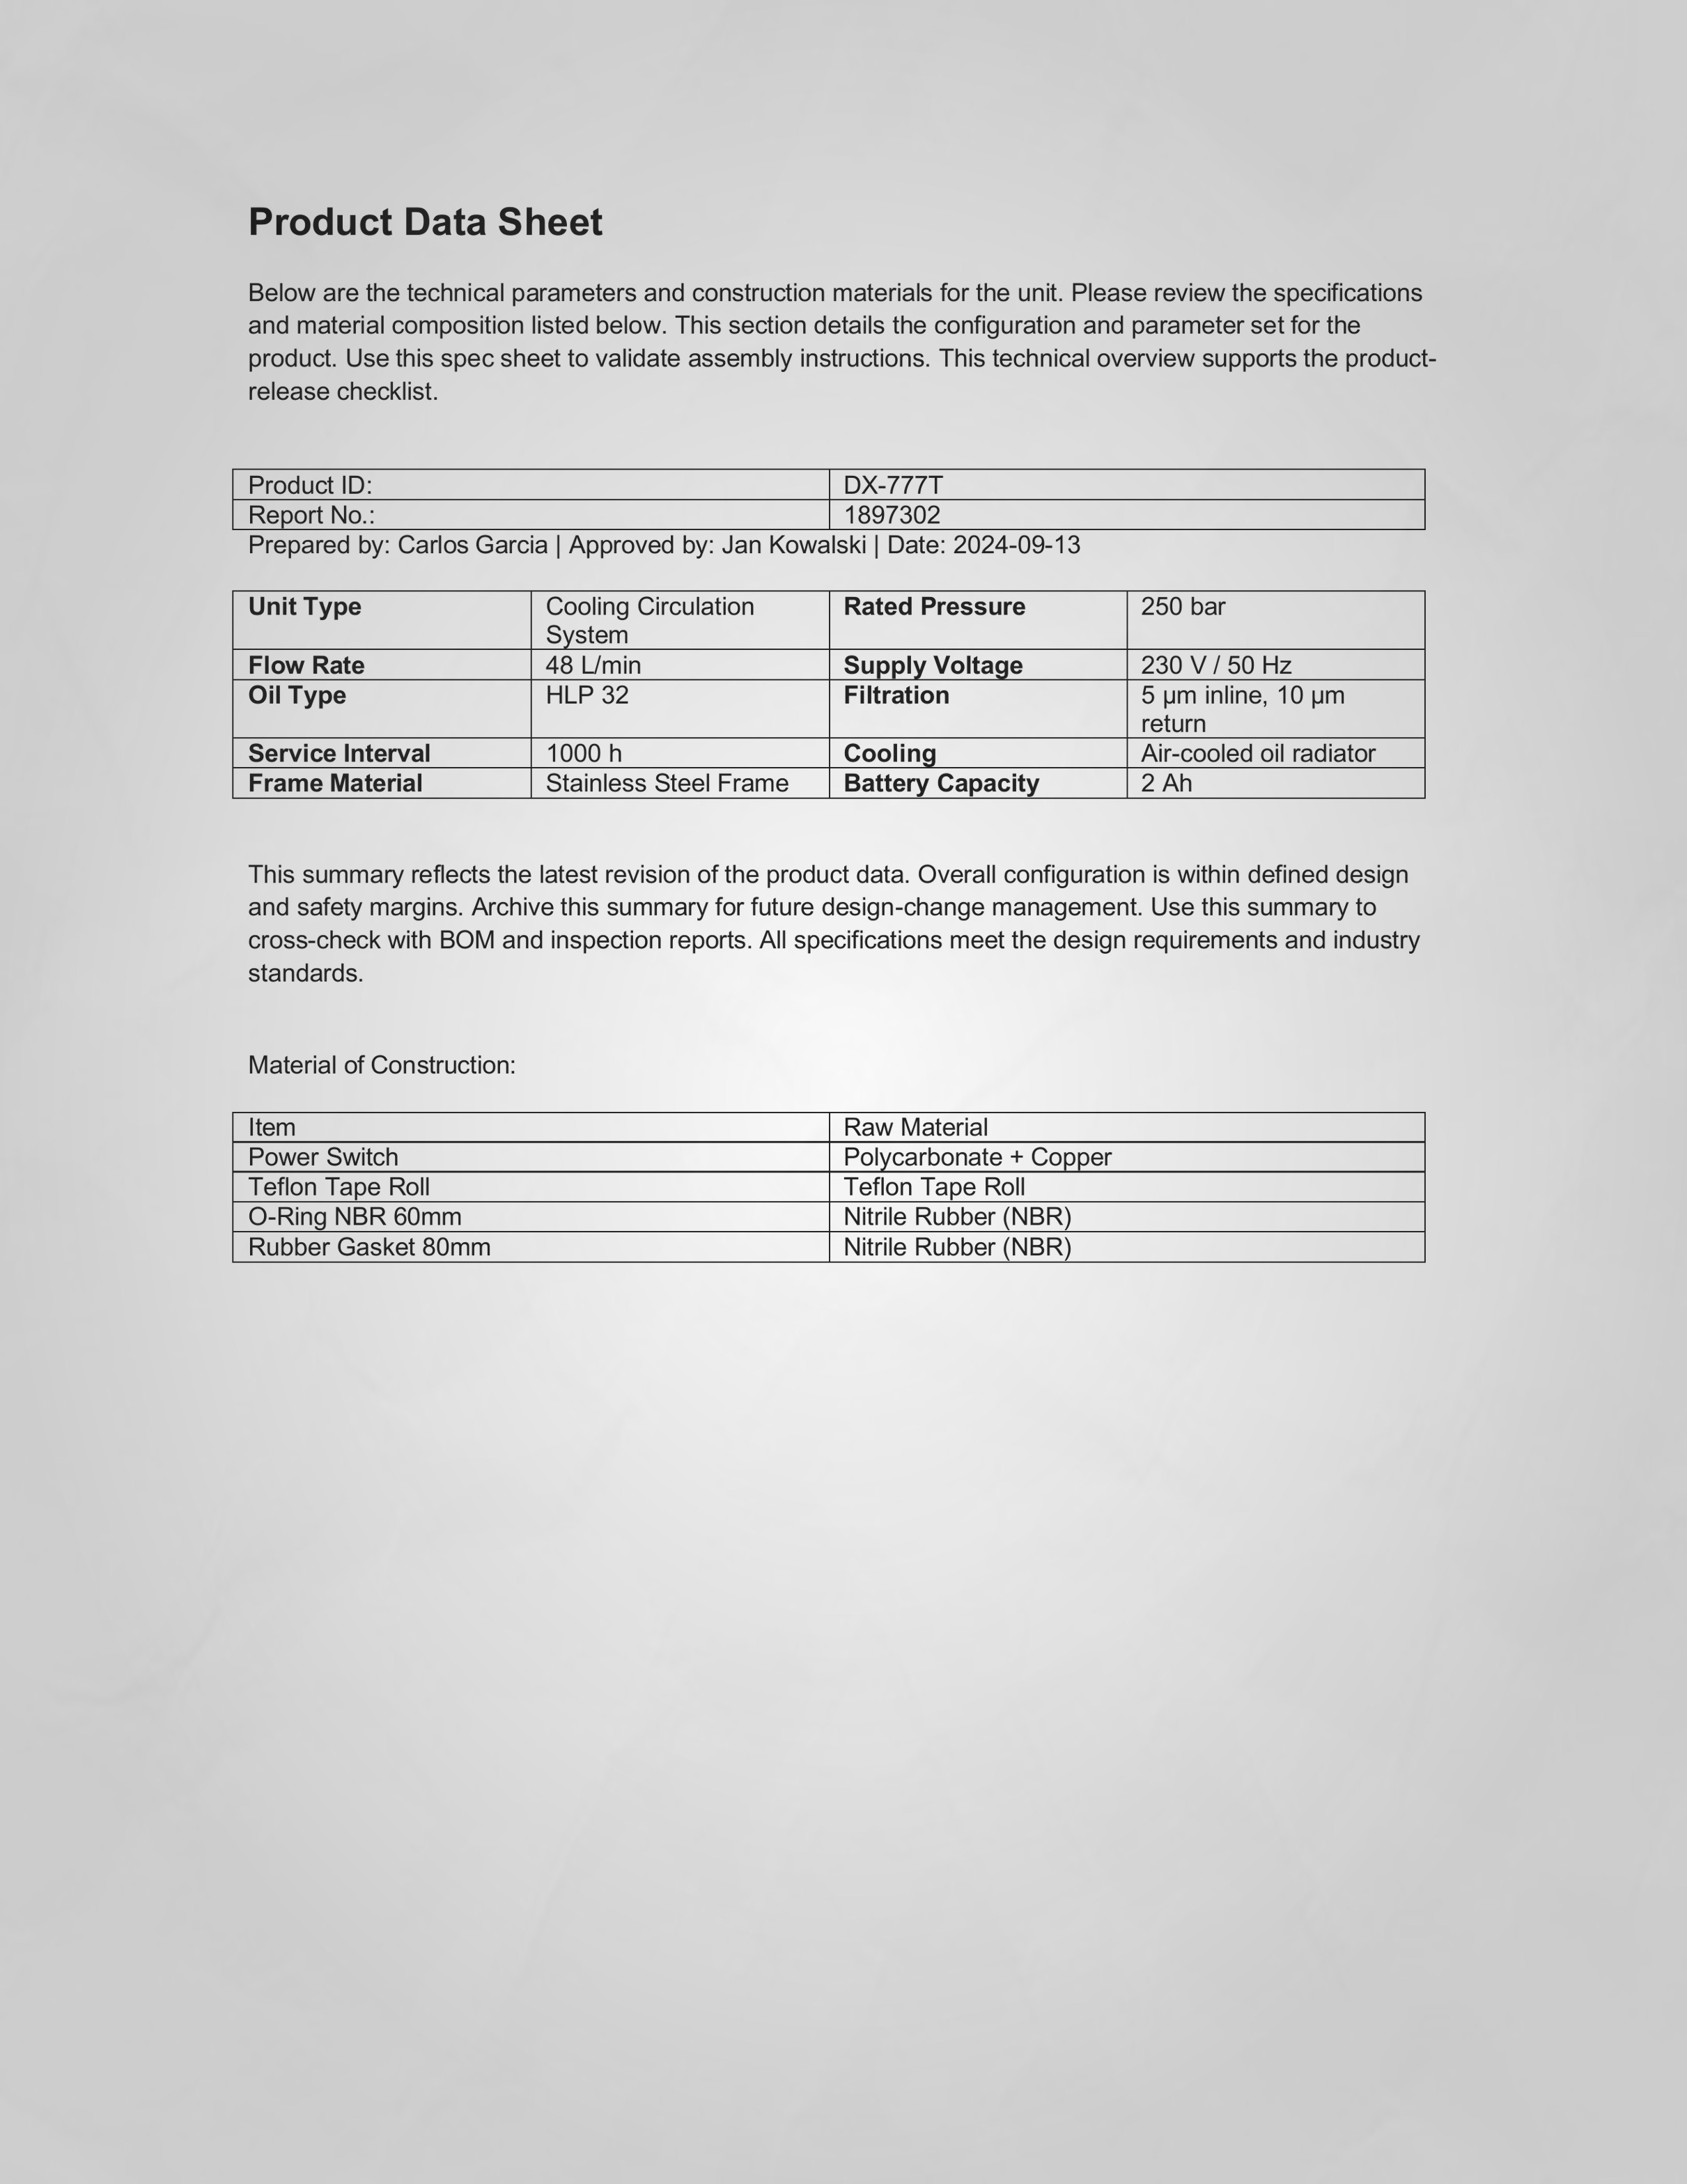 Product Data Sheet
Below are the technical parameters and construction materials for the unit. Please review the specifications
and material composition listed below. This section details the configuration and parameter set for the
product. Use this spec sheet to validate assembly instructions. This technical overview supports the product-
release checklist.
Product ID: DX-777T
Report No.: 1897302
Prepared by: Carlos Garcia | Approved by: Jan Kowalski | Date: 2024-09-13
Unit Type Cooling Circulation System Rated Pressure 250 bar
Flow Rate 48 L/min Supply Voltage 230 V / 50 Hz
Oil Type HLP 32 Filtration 5 µm inline, 10 µm return
Service Interval 1000 h Cooling Air-cooled oil radiator
Frame Material Stainless Steel Frame Battery Capacity 2 Ah
This summary reflects the latest revision of the product data. Overall configuration is within defined design
and safety margins. Archive this summary for future design-change management. Use this summary to
cross-check with BOM and inspection reports. All specifications meet the design requirements and industry
standards.
Material of Construction:
Item Raw Material
Power Switch Polycarbonate + Copper
Teflon Tape Roll Teflon Tape Roll
O-Ring NBR 60mm Nitrile Rubber (NBR)
Rubber Gasket 80mm Nitrile Rubber (NBR)